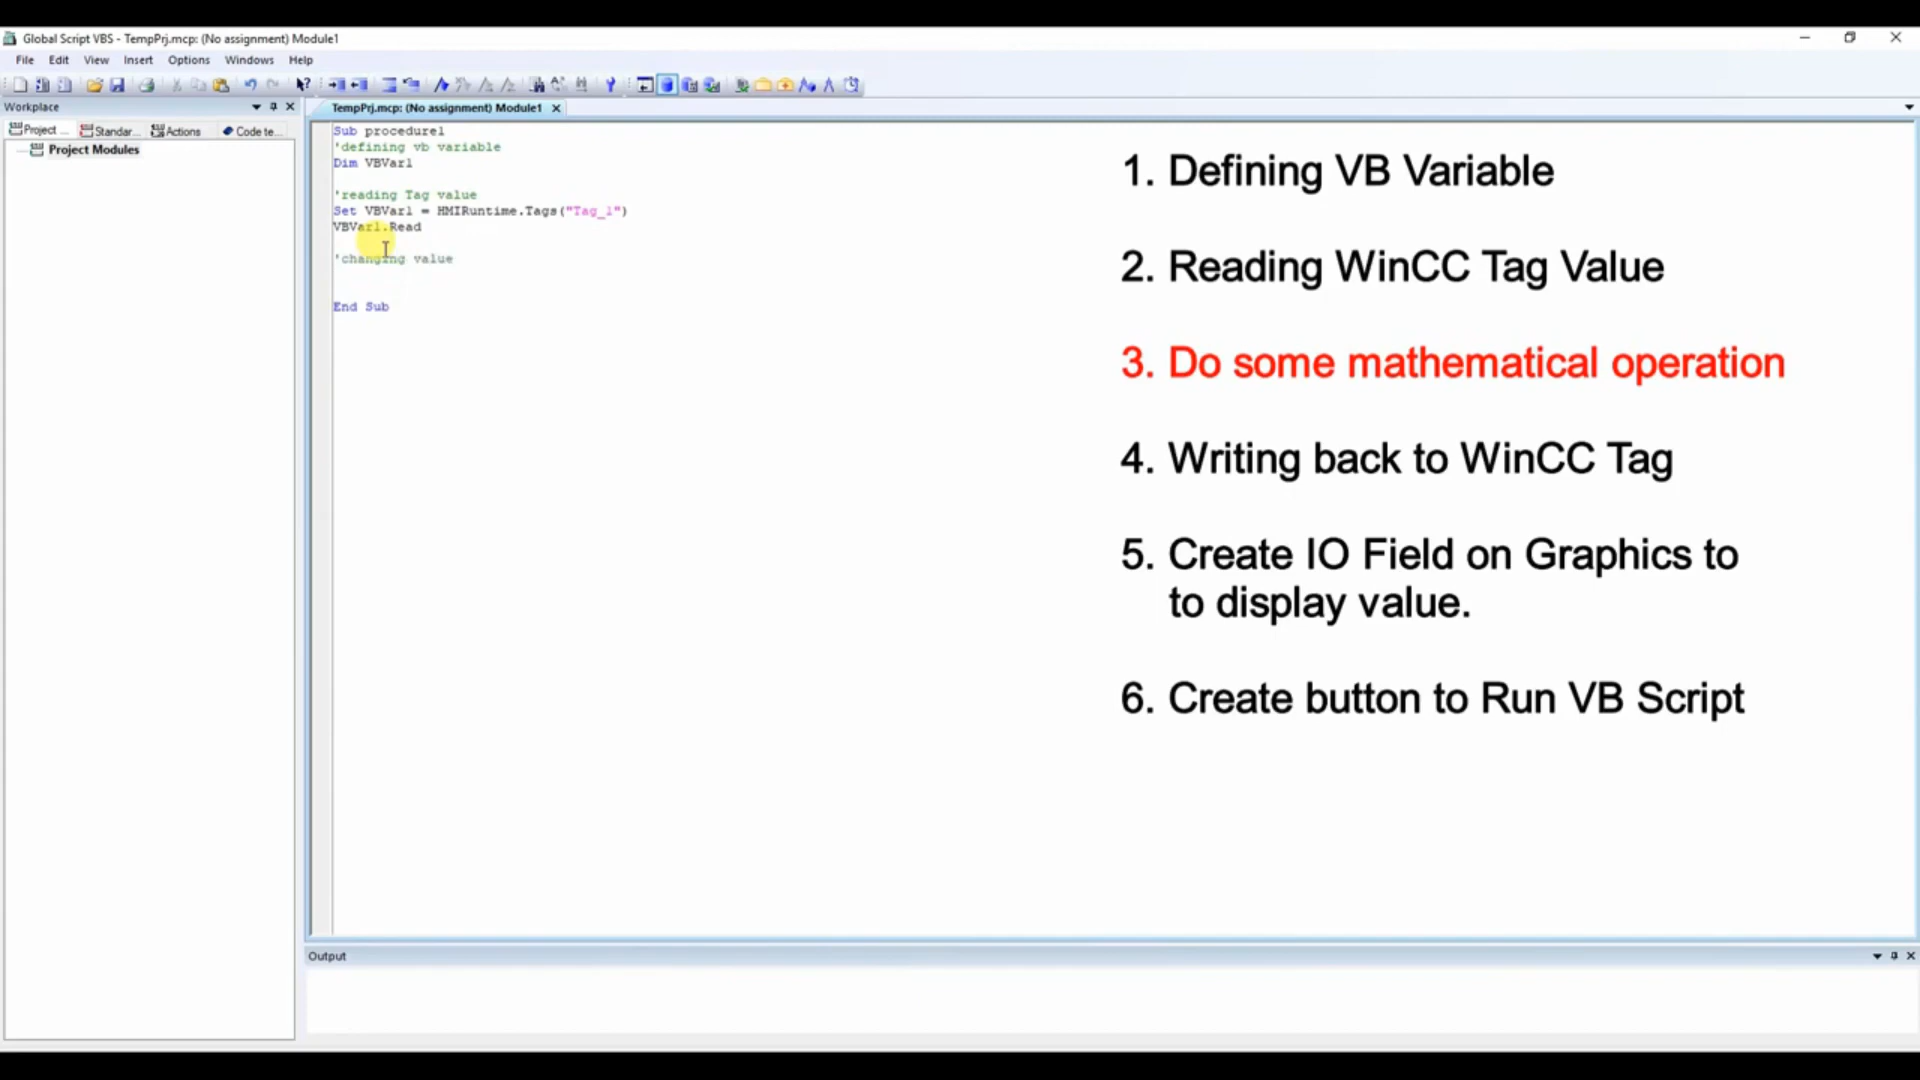 Global Script VBS - TempPrj.mcp: (No assignment) Module1
File Edit View Insert Options Windows Help
Workplace
TempPrj.mcp: (No assignment) Module1
Project ... Standar... Actions Code te...
Project Modules
Sub procedure1
'defining vb variable
Dim VBVar1
'reading Tag value
Set VBVar1 = HMIRuntime.Tags("Tag_1")
VBVar1.Read
'changing value
End Sub
1. Defining VB Variable
2. Reading WinCC Tag Value
3. Do some mathematical operation
4. Writing back to WinCC Tag
5. Create IO Field on Graphics to
to display value.
6. Create button to Run VB Script
Output